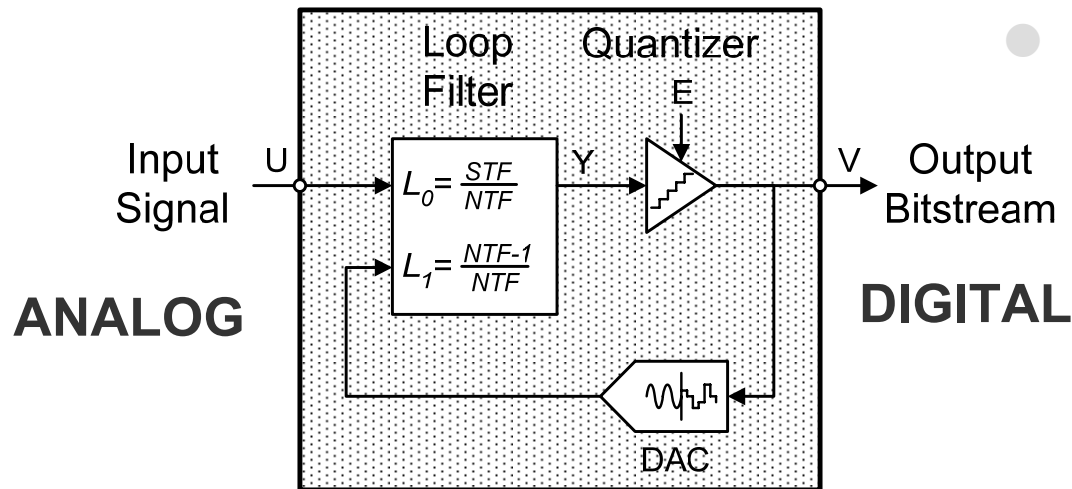 Loop
Filter
Quantizer
E
Input
Signal
U
L0= STF/NTF
L1= NTF-1/NTF
Y
V
Output
Bitstream
ANALOG
DIGITAL
DAC